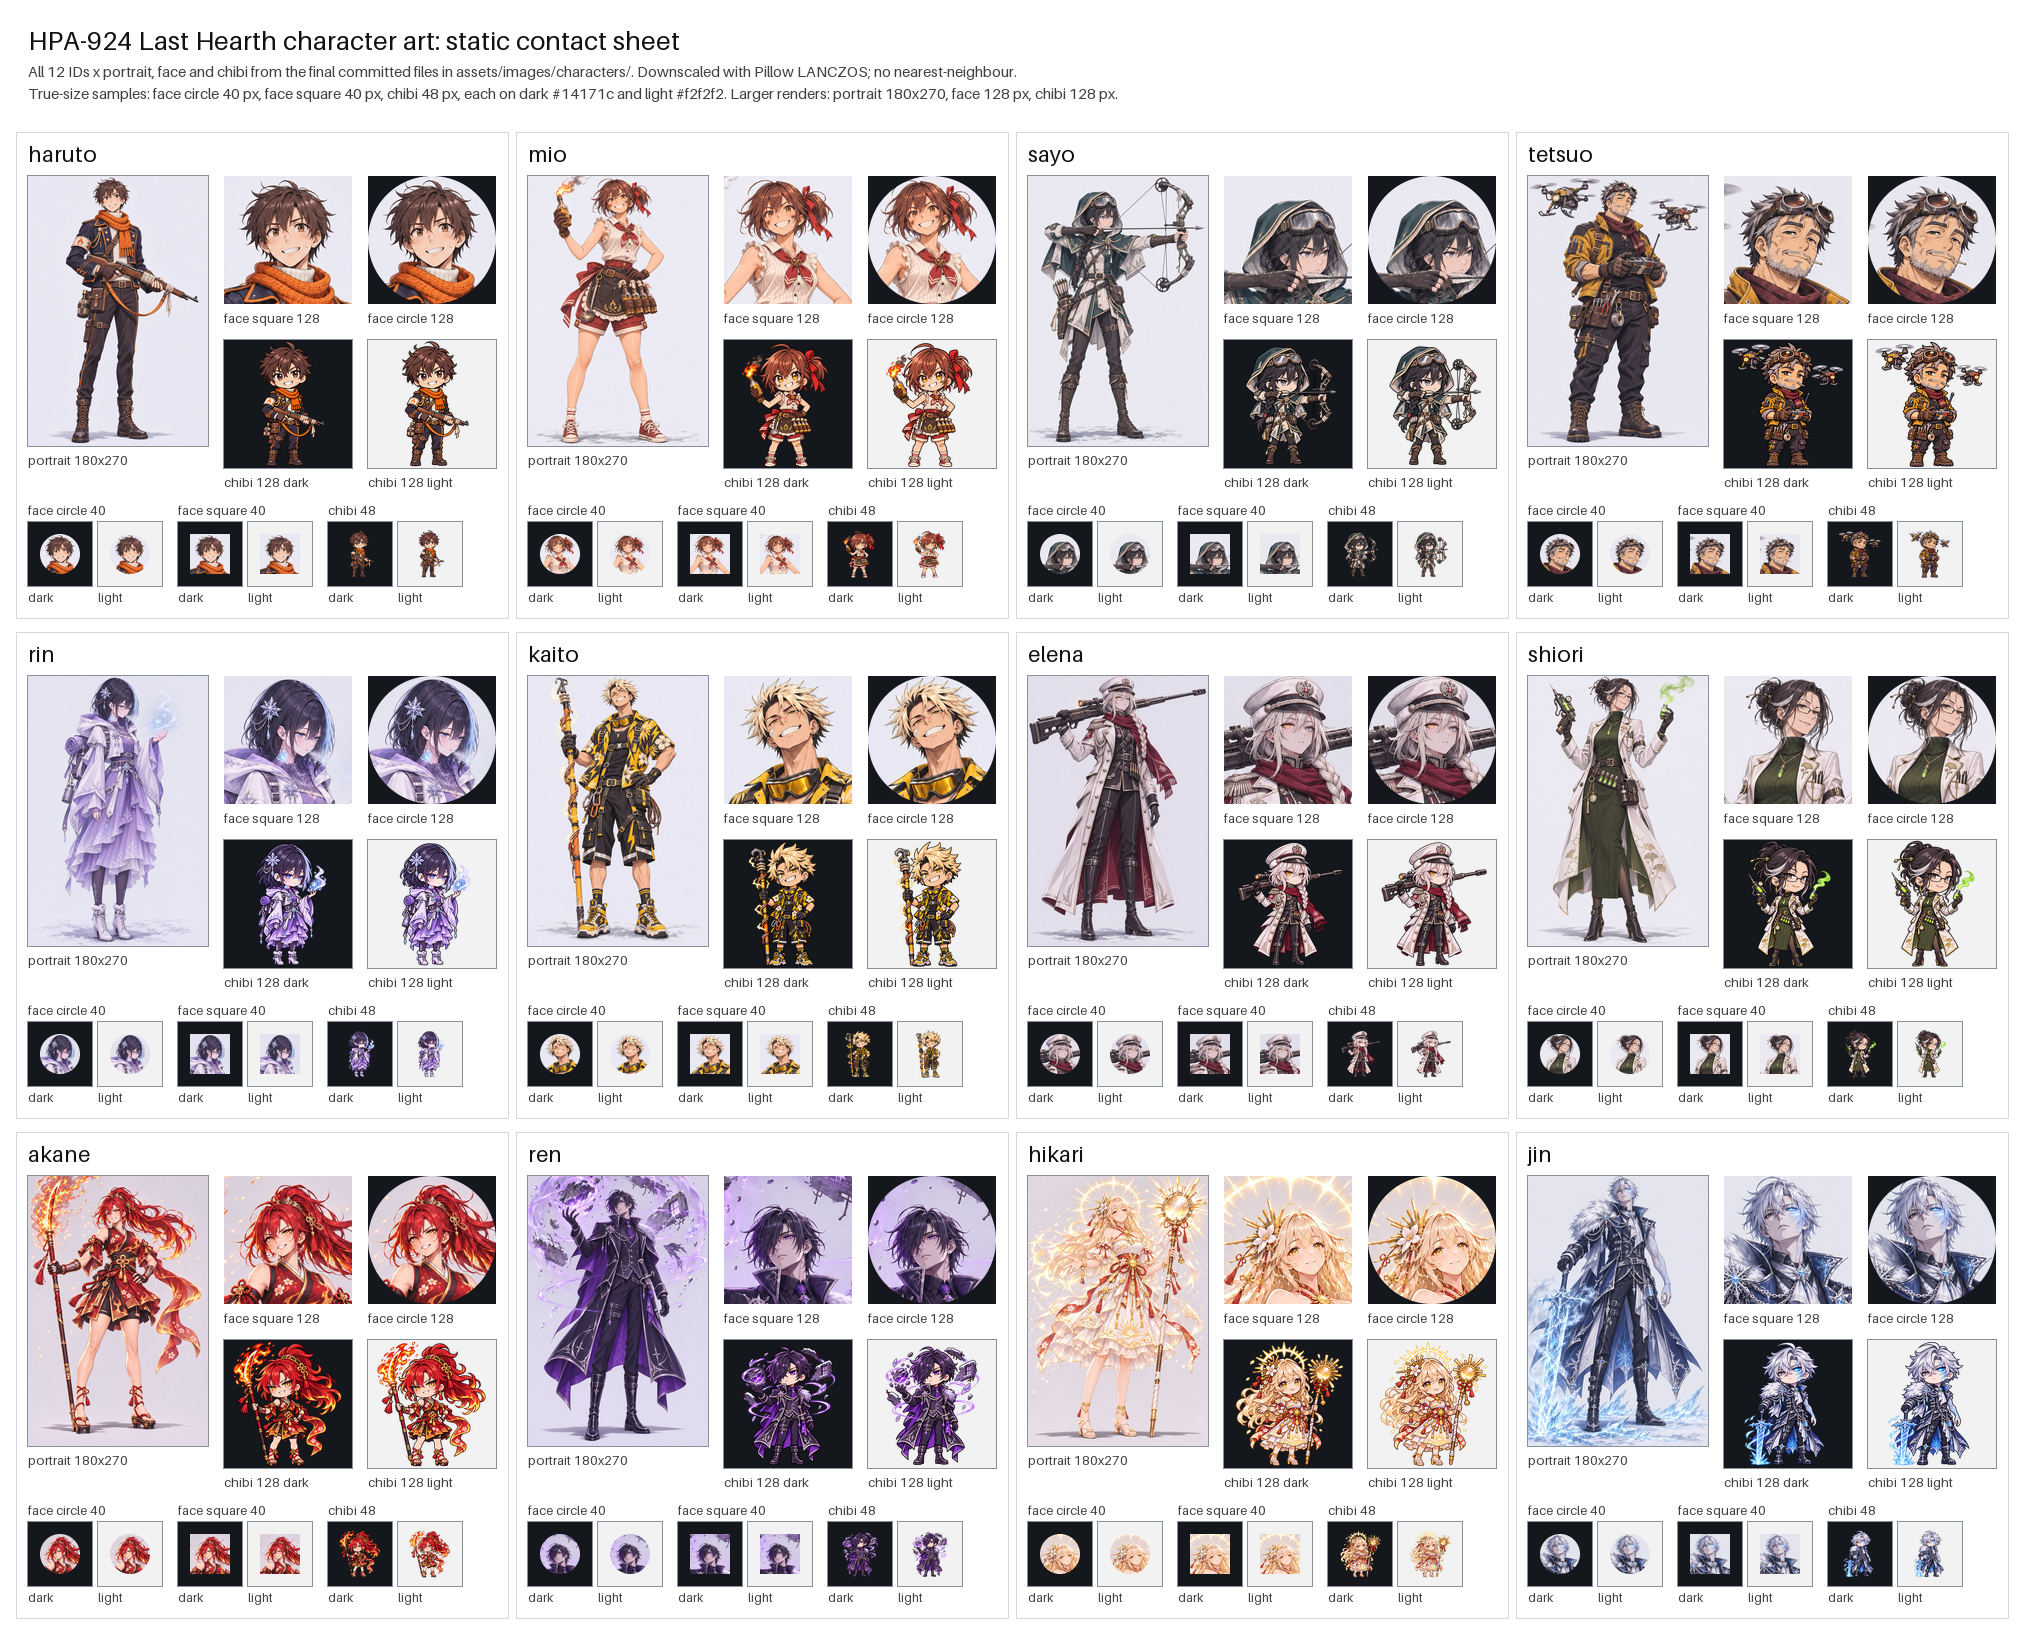 HPA-924 Last Hearth character art: static contact sheet
All 12 IDs x portrait, face and chibi from the final committed files in assets/images/characters/. Downscaled with Pillow LANCZOS; no nearest-neighbour.
True-size samples: face circle 40 px, face square 40 px, chibi 48 px, each on dark #14171c and light #f2f2f2. Larger renders: portrait 180x270, face 128 px, chibi 128 px.
haruto
face square 128
face circle 128
portrait 180x270
chibi 128 dark
chibi 128 light
face circle 40
face square 40
chibi 48
dark
light
dark
light
dark
light
mio
face square 128
face circle 128
portrait 180x270
chibi 128 dark
chibi 128 light
face circle 40
face square 40
chibi 48
dark
light
dark
light
dark
light
sayo
face square 128
face circle 128
portrait 180x270
chibi 128 dark
chibi 128 light
face circle 40
face square 40
chibi 48
dark
light
dark
light
dark
light
tetsuo
face square 128
face circle 128
portrait 180x270
chibi 128 dark
chibi 128 light
face circle 40
face square 40
chibi 48
dark
light
dark
light
dark
light
rin
face square 128
face circle 128
portrait 180x270
chibi 128 dark
chibi 128 light
face circle 40
face square 40
chibi 48
dark
light
dark
light
dark
light
kaito
face square 128
face circle 128
portrait 180x270
chibi 128 dark
chibi 128 light
face circle 40
face square 40
chibi 48
dark
light
dark
light
dark
light
elena
face square 128
face circle 128
portrait 180x270
chibi 128 dark
chibi 128 light
face circle 40
face square 40
chibi 48
dark
light
dark
light
dark
light
shiori
face square 128
face circle 128
portrait 180x270
chibi 128 dark
chibi 128 light
face circle 40
face square 40
chibi 48
dark
light
dark
light
dark
light
akane
face square 128
face circle 128
portrait 180x270
chibi 128 dark
chibi 128 light
face circle 40
face square 40
chibi 48
dark
light
dark
light
dark
light
ren
face square 128
face circle 128
portrait 180x270
chibi 128 dark
chibi 128 light
face circle 40
face square 40
chibi 48
dark
light
dark
light
dark
light
hikari
face square 128
face circle 128
portrait 180x270
chibi 128 dark
chibi 128 light
face circle 40
face square 40
chibi 48
dark
light
dark
light
dark
light
jin
face square 128
face circle 128
portrait 180x270
chibi 128 dark
chibi 128 light
face circle 40
face square 40
chibi 48
dark
light
dark
light
dark
light